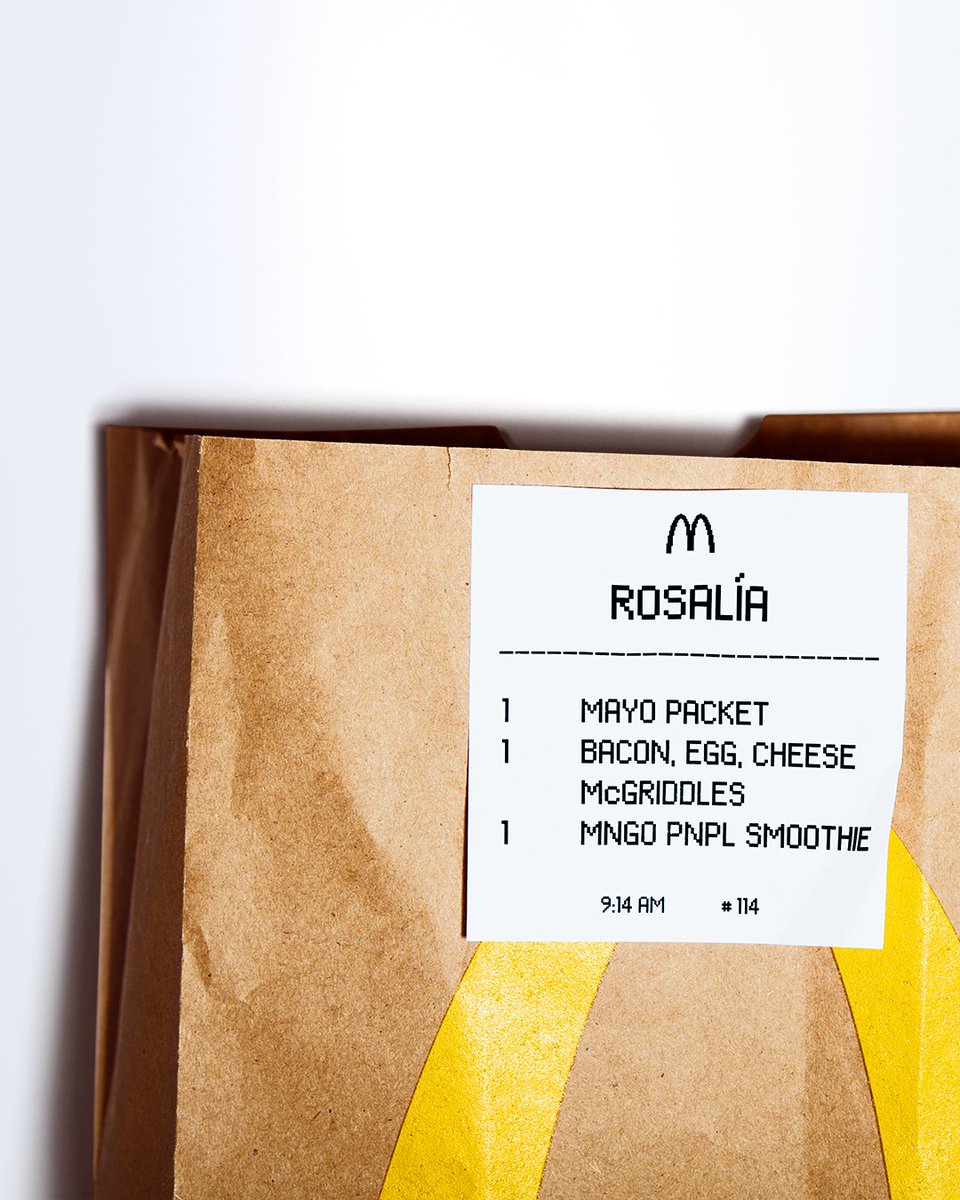 ROSALÍA
1 MAYO PACKET
1 BACON, EGG, CHEESE
McGRIDDLES
1 MNGO PNPL SMOOTHIE
9:14 AM # 114